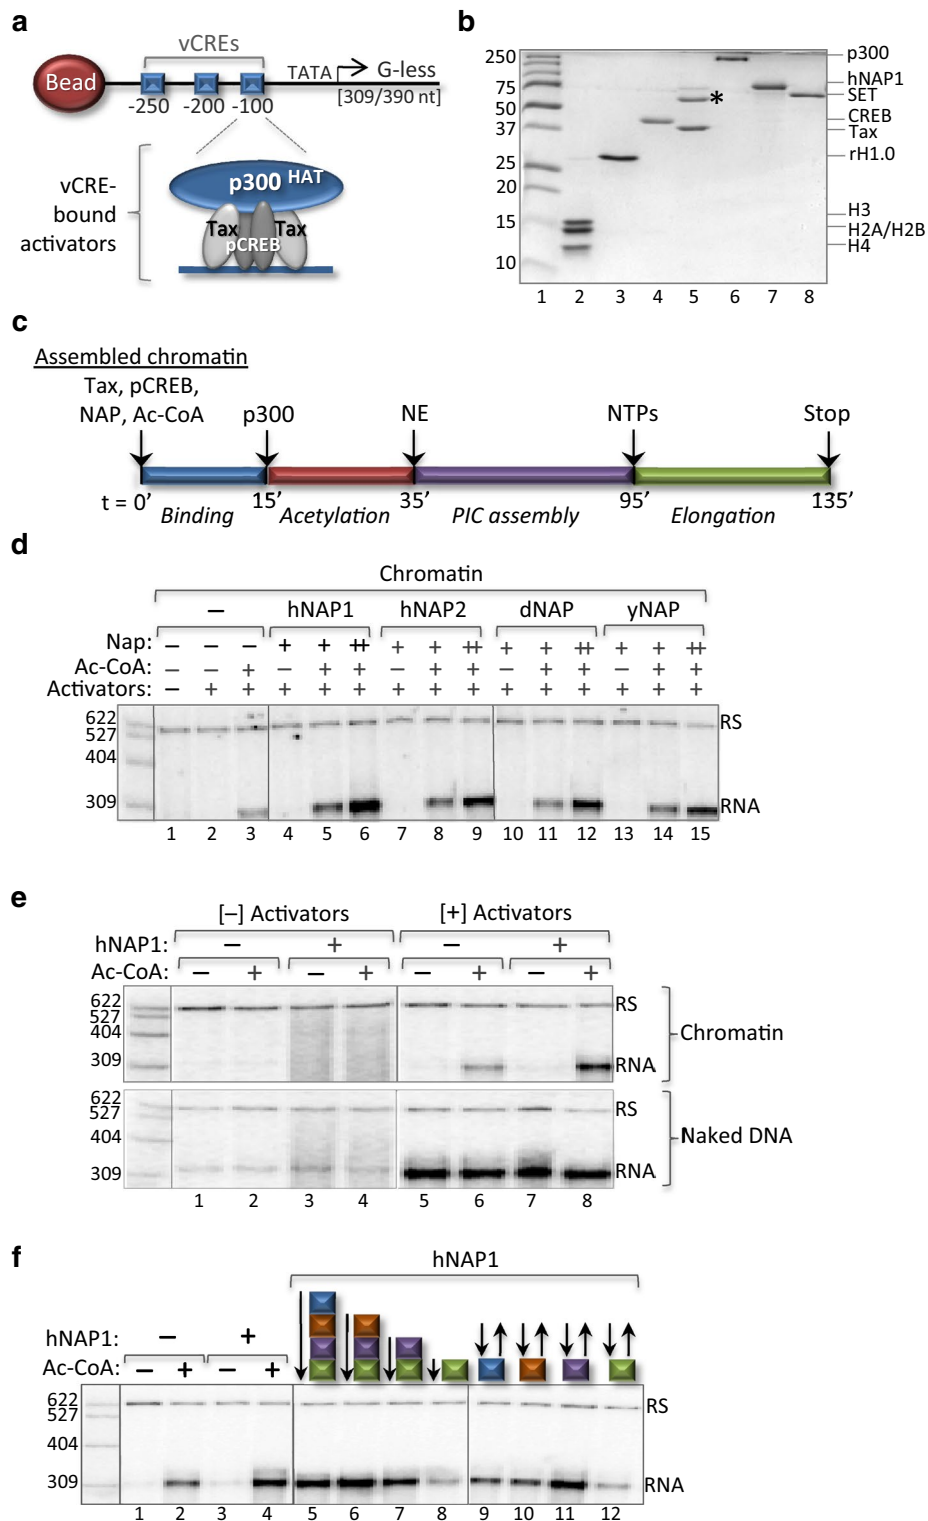 a
vCREs
Bead
TATA
G-less
[309/390 nt]
-250 -200 -100
vCRE-
bound
activators
p300 HAT
Tax Tax
pCREB
b
250
75
50
37
25
20
15
10
*
p300
hNAP1
SET
CREB
Tax
rH1.0
H3
H2A/H2B
H4
1 2 3 4 5 6 7 8
c
Assembled chromatin
Tax, pCREB,
NAP, Ac-CoA
p300 NE NTPs Stop
t = 0’ 15’ 35’ 95’ 135’
Binding Acetylation PIC assembly Elongation
d
Chromatin
– hNAP1 hNAP2 dNAP yNAP
Nap: – – – + + ++ + + ++ + + ++ + + ++
Ac-CoA: – – + – + + – + + – + + – + +
Activators: – + + + + + + + + + + + + + +
622 RS
527
404
309 RNA
1 2 3 4 5 6 7 8 9 10 11 12 13 14 15
e
[–] Activators [+] Activators
hNAP1: – + – +
Ac-CoA: – + – + – + – +
622 RS
527
404 Chromatin
309 RNA
622 RS
527
404 Naked DNA
309 RNA
1 2 3 4 5 6 7 8
f
hNAP1
hNAP1: – +
Ac-CoA: – + – +
622 RS
527
404
309 RNA
1 2 3 4 5 6 7 8 9 10 11 12